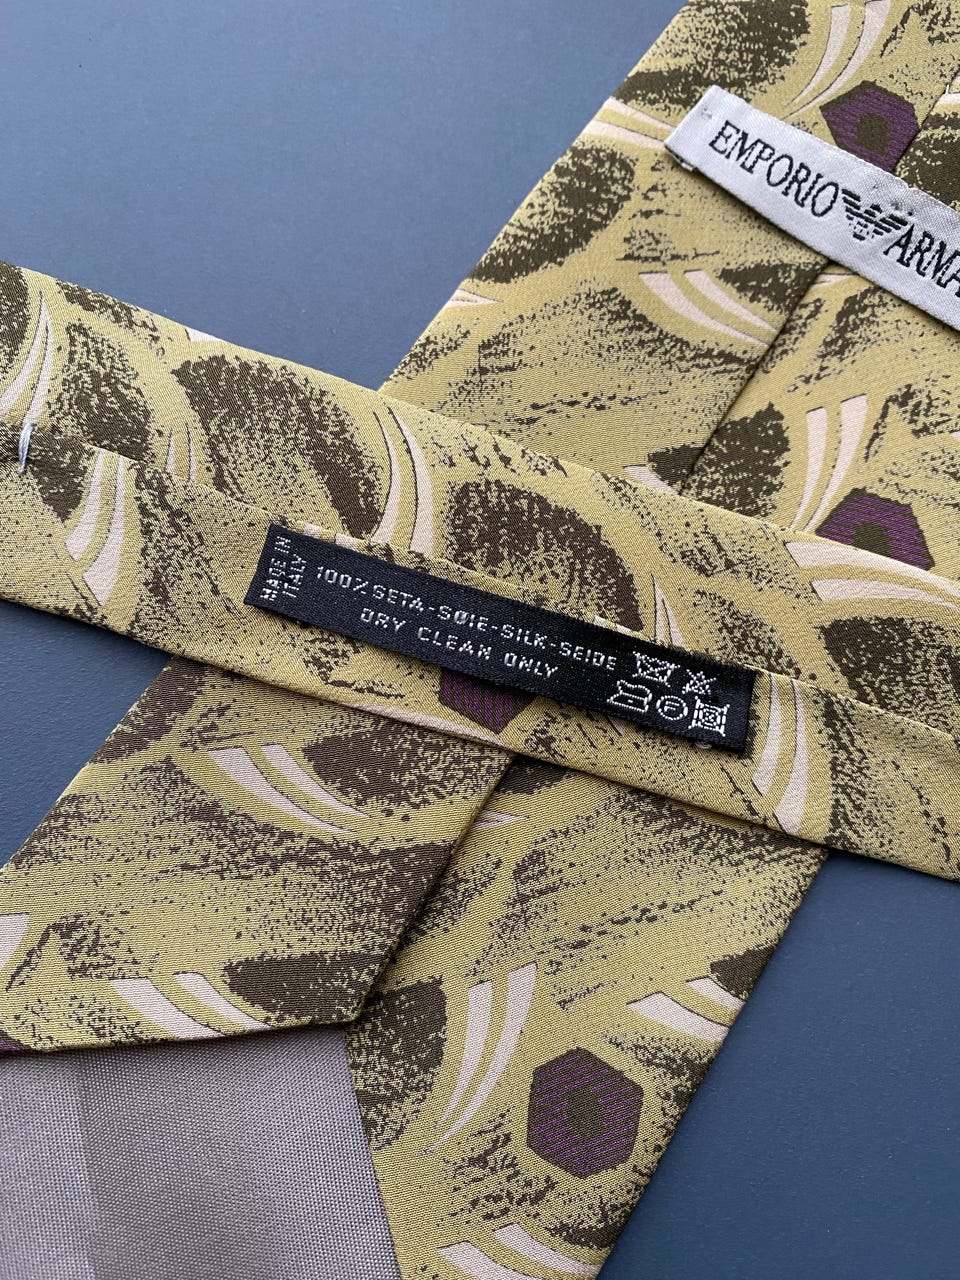 EMPORIO ARMA
MADE IN
ITALY
100% SETA-SOIE-SILK-SEIDE
DRY CLEAN ONLY
F